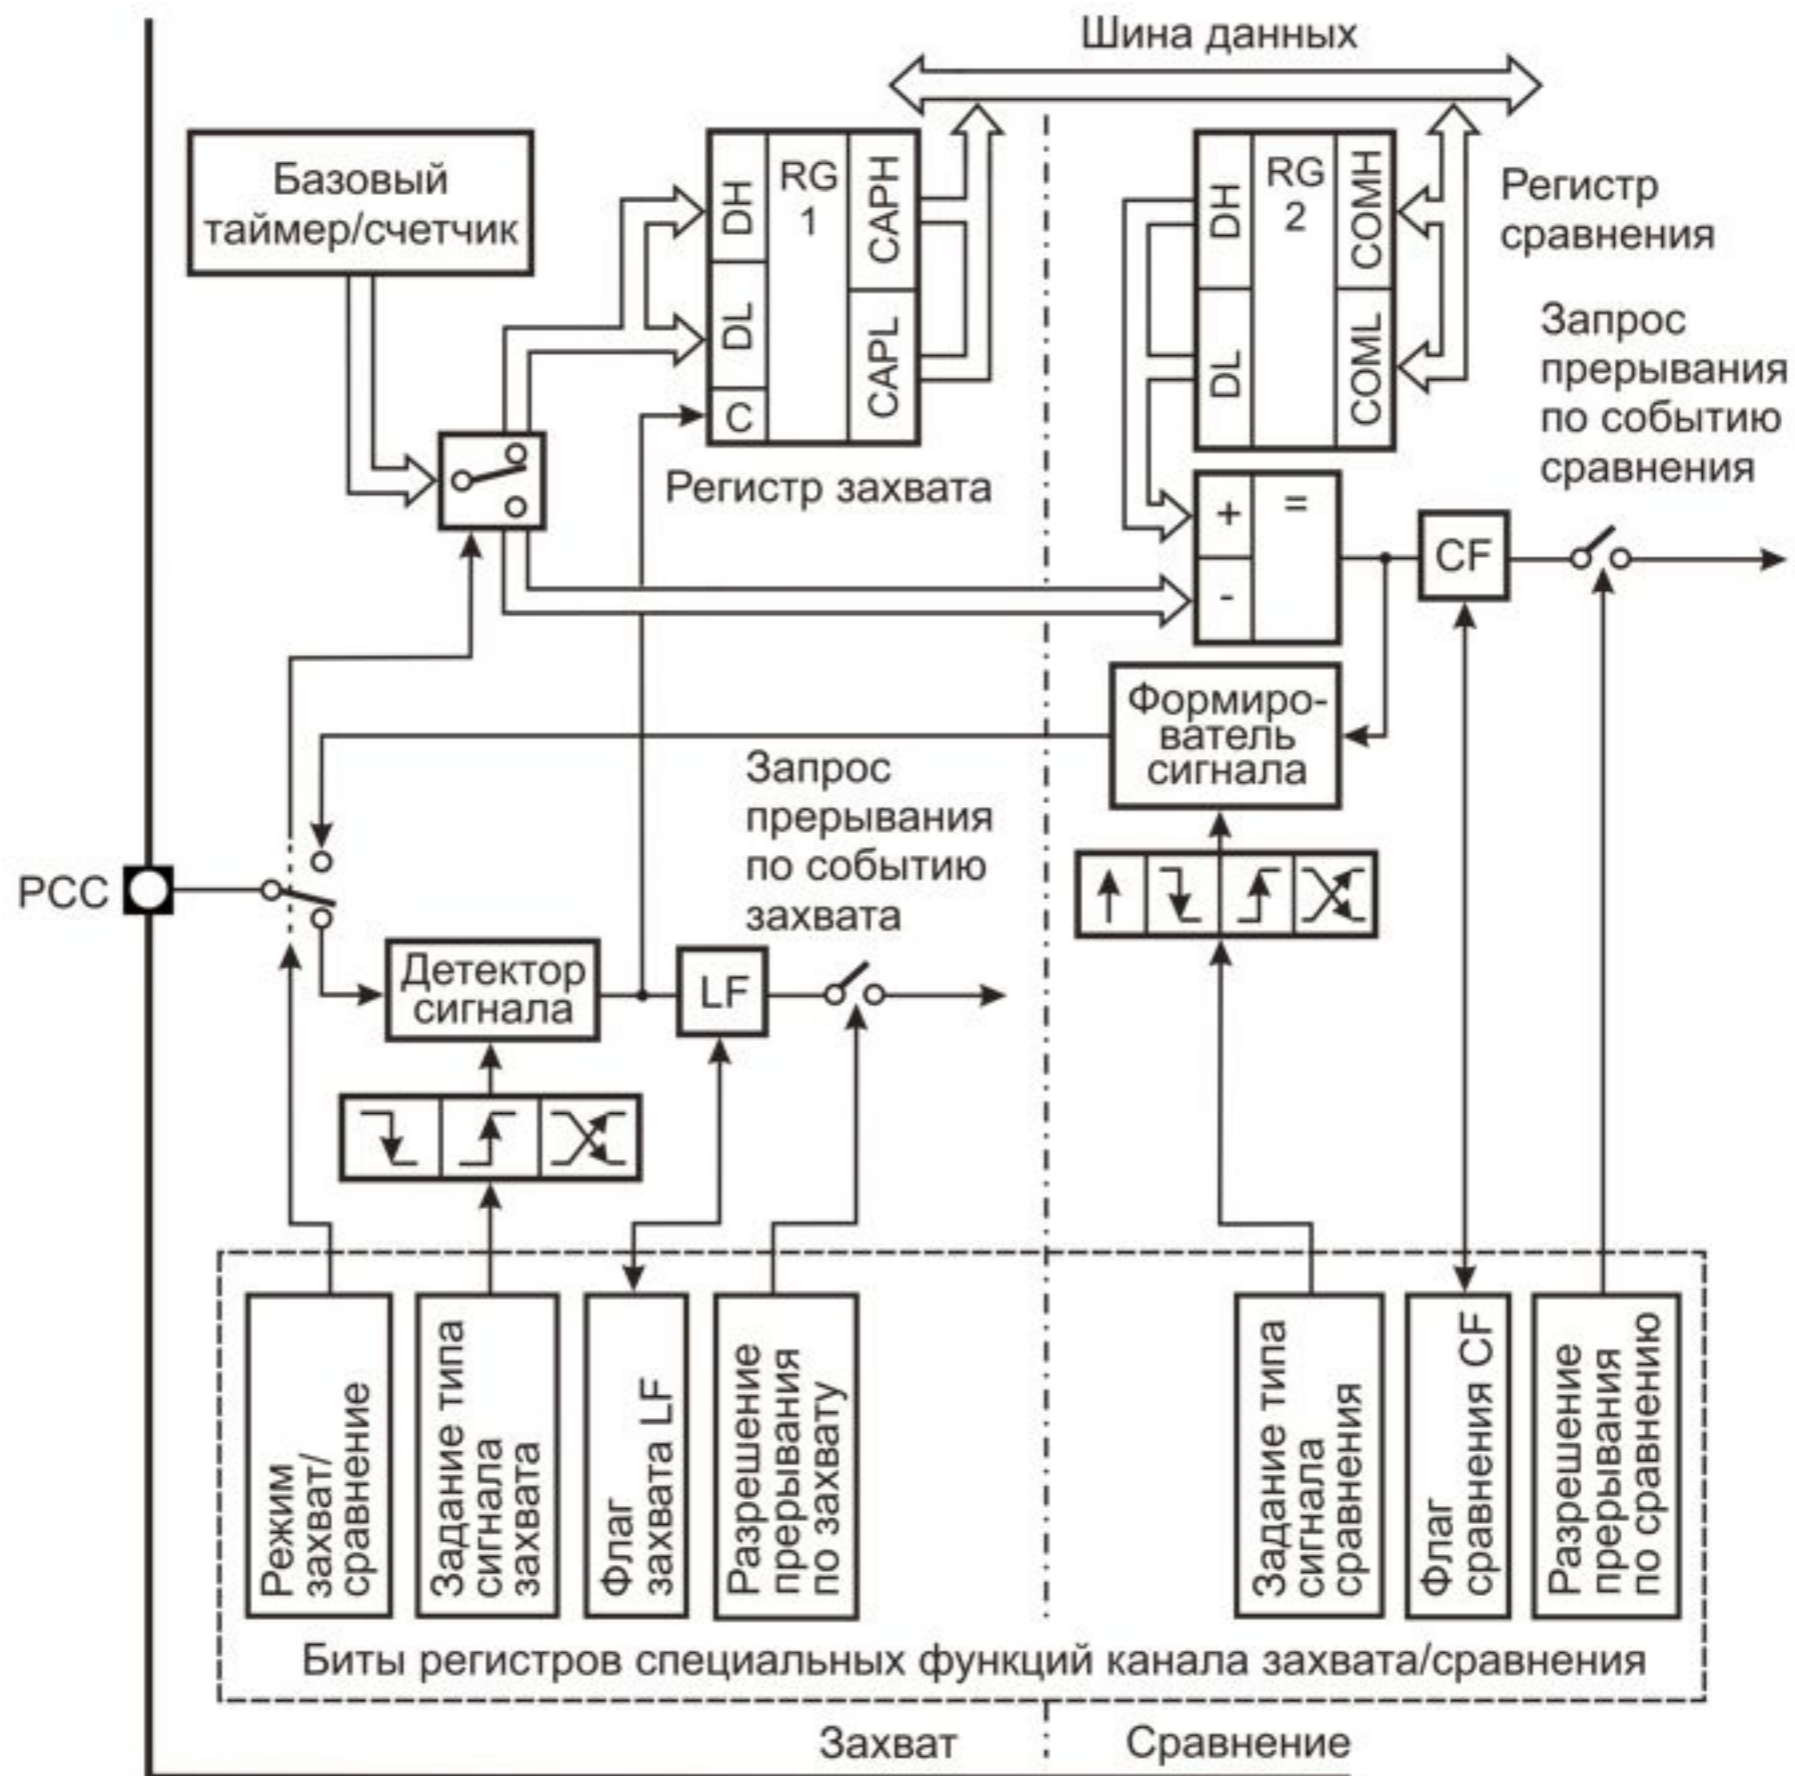 Шина данных
Базовый
таймер/счетчик
DH
DL
C
RG
1
CAPH
CAPL
Регистр захвата
DH
DL
RG
2
COMH
COML
Регистр
сравнения
Запрос
прерывания
по событию
сравнения
+
-
=
CF
Формиро-
ватель
сигнала
Запрос
прерывания
по событию
захвата
PCC
Детектор
сигнала
LF
Режим
захват/
сравнение
Задание типа
сигнала
захвата
Флаг
захвата LF
Разрешение
прерывания
по захвату
Задание типа
сигнала
сравнения
Флаг
сравнения CF
Разрешение
прерывания
по сравнению
Биты регистров специальных функций канала захвата/сравнения
Захват
Сравнение